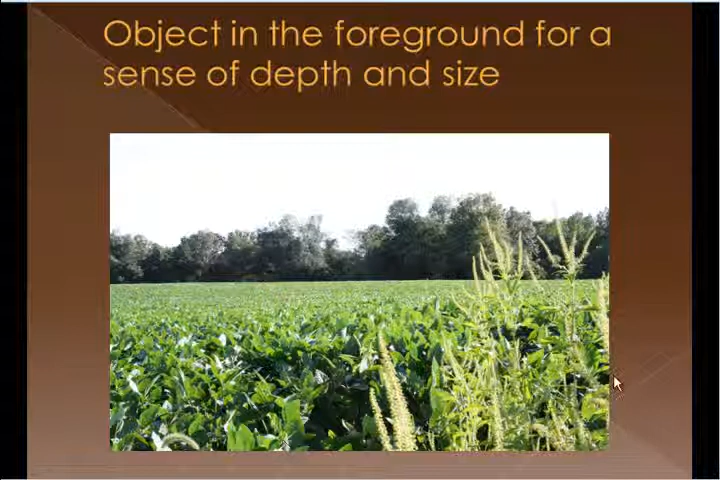 Object in the foreground for a
sense of depth and size